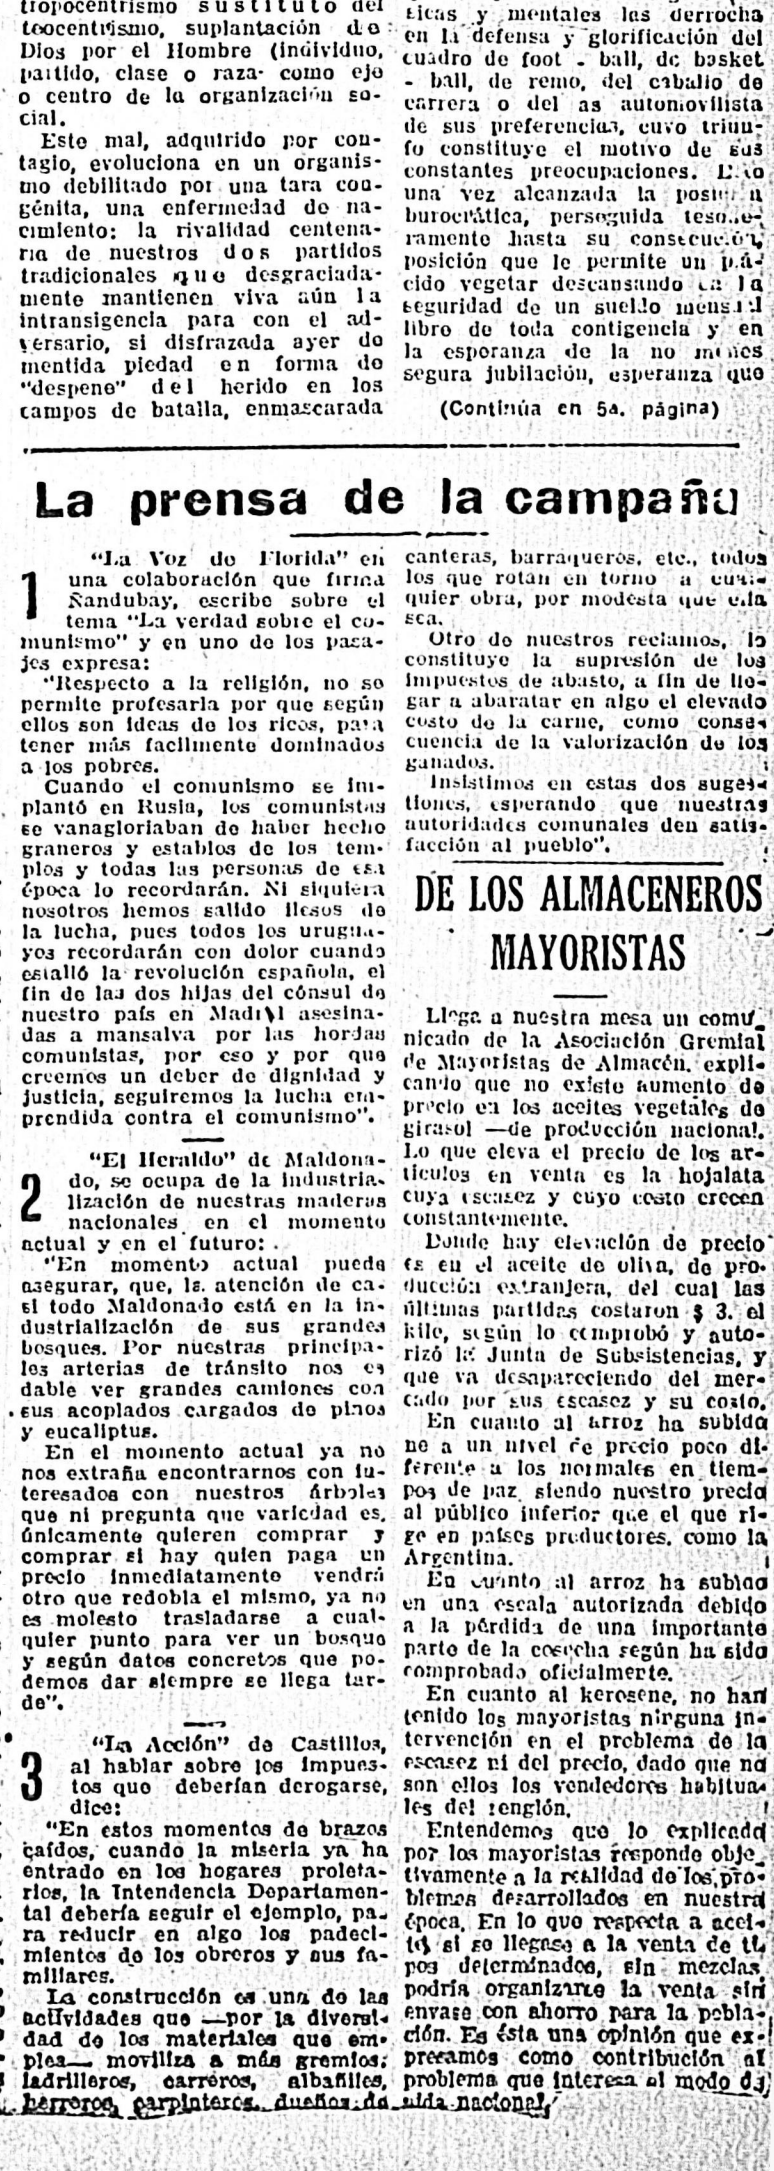 tropocentrismo sustituto del
teocentrismo, suplantación de
Dios por el Hombre (individuo,
partido, clase o raza- como eje
o centro de la organización so-
cial.
Este mal, adquirido por con-
tagio, evoluciona en un organis-
mo debilitado por una tara con-
génita, una enfermedad de na-
cimiento: la rivalidad centena-
ria de nuestros dos partidos
tradicionales que desgraciada-
mente mantienen viva aún la
intransigencia para con el ad-
versario, si disfrazada ayer de
mentida piedad en forma de
"despene" del herido en los
campos de batalla, enmascarada
ticas y mentales las derrocha
en la defensa y glorificación del
cuadro de foot - ball, de basket
- ball, de remo, del caballo de
carrera o del as automovilista
de sus preferencias, cuyo triun-
fo constituye el motivo de sus
constantes preocupaciones.
una vez alcanzada la
burocrática, perseguida
ramente hasta su consecución,
posición que le permite un plá-
cido vegetar descansando en la
seguridad de un sueldo mensual
libro de toda contigencia y en
la esperanza de la no menos
segura jubilación, esperanza que
(Continúa en 5a. página)
La prensa de la campaña
1 "La Voz de Florida" en
una colaboración que firma
Ñandubay, escribe sobre el
tema "La verdad sobre el co-
munismo" y en uno de los pasa-
jes expresa:
"Respecto a la religión, no se
permite profesarla por que según
ellos son ideas de los ricos, para
tener más facilmente dominados
a los pobres.
Cuando el comunismo se im-
plantó en Rusia, los comunistas
se vanagloriaban de haber hecho
graneros y establos de los tem-
plos y todas las personas de esa
época lo recordarán. Ni siquiera
nosotros hemos salido ilesos de
la lucha, pues todos los urugua-
yos recordarán con dolor cuando
estalló la revolución española, el
fin de las dos hijas del cónsul de
nuestro país en Madrid asesina-
das a mansalva por las hordas
comunistas, por eso y por que
creemos un deber de dignidad y
justicia, seguiremos la lucha em-
prendida contra el comunismo".
2 "El Heraldo" de Maldona-
do, se ocupa de la industria-
lización de nuestras maderas
nacionales en el momento
actual y en el futuro:
"En momento actual puede
asegurar, que, la atención de ca-
si todo Maldonado está en la in-
dustrialización de sus grandes
bosques. Por nuestras principa-
les arterias de tránsito nos es
dable ver grandes camiones con
sus acoplados cargados de pinos
y eucaliptus.
En el momento actual ya no
nos extraña encontrarnos con in-
teresados con nuestros árboles
que ni pregunta que variedad es,
únicamente quieren comprar y
comprar si hay quien paga un
precio inmediatamente vendrá
otro que redobla el mismo, ya no
es molesto trasladarse a cual-
quier punto para ver un bosque
y según datos concretos que po-
demos dar siempre se llega tar-
de".
3 "La Acción" de Castillos,
al hablar sobre los impues-
tos que deberían derogarse,
dice:
"En estos momentos de brazos
caídos, cuando la miseria ya ha
entrado en los hogares proleta-
rios, la Intendencia Departamen-
tal debería seguir el ejemplo, pa-
ra reducir en algo los padeci-
mientos de los obreros y sus fa-
miliares.
La construcción es una de las
actividades que —por la diversi-
dad de los materiales que em-
plea— moviliza a más gremios:
ladrilleros, carreros, albañiles,
herreros, carpinteros, dueños de
canteras, barraqueros, etc., todos
los que rotan en torno a cual-
quier obra, por modesta que ella
sea.
Otro de nuestros reclamos, lo
constituye la supresión de los
impuestos de abasto, a fin de lle-
gar a abaratar en algo el elevado
costo de la carne, como conse-
cuencia de la valorización de los
ganados.
Insistimos en estas dos suges-
tiones, esperando que nuestras
autoridades comunales den satis-
facción al pueblo".
DE LOS ALMACENEROS
MAYORISTAS
Llega a nuestra mesa un comu_
nicado de la Asociación Gremial
de Mayoristas de Almacén, expli-
cando que no existe aumento de
precio en los aceites vegetales de
girasol —de producción nacional.
Lo que eleva el precio de los ar-
tículos en venta es la hojalata
cuya escasez y cuyo costo crecen
constantemente.
Donde hay elevación de precio
es en el aceite de oliva, de pro-
ducción extranjera, del cual las
últimas partidas costaron $ 3. el
kilo, según lo comprobó y auto-
rizó la Junta de Subsistencias, y
que va desapareciendo del mer-
cado por sus escasez y su costo.
En cuanto al arroz ha subido
ne a un nivel de precio poco di-
ferente a los normales en tiem-
pos de paz siendo nuestro precio
al público inferior que el que ri-
ge en países productores, como la
Argentina.
En cuanto al arroz ha subido
en una escala autorizada debido
a la pérdida de una importante
parte de la cosecha según ha sido
comprobado oficialmente.
En cuanto al kerosene, no han
tenido los mayoristas ninguna in-
tervención en el problema de la
escasez ni del precio, dado que no
son ellos los vendedores habitua-
les del renglón.
Entendemos que lo explicado
por los mayoristas responde obje_
tivamente a la realidad de los pro-
blemas desarrollados en nuestra
época. En lo que respecta a acei-
te, si se llegase a la venta de ti-
pos determinados, sin mezclas,
podría organizarse la venta sin
envase con ahorro para la pobla-
ción. Es ésta una opinión que ex-
presamos como contribución al
problema que interesa al modo de
vida nacional.